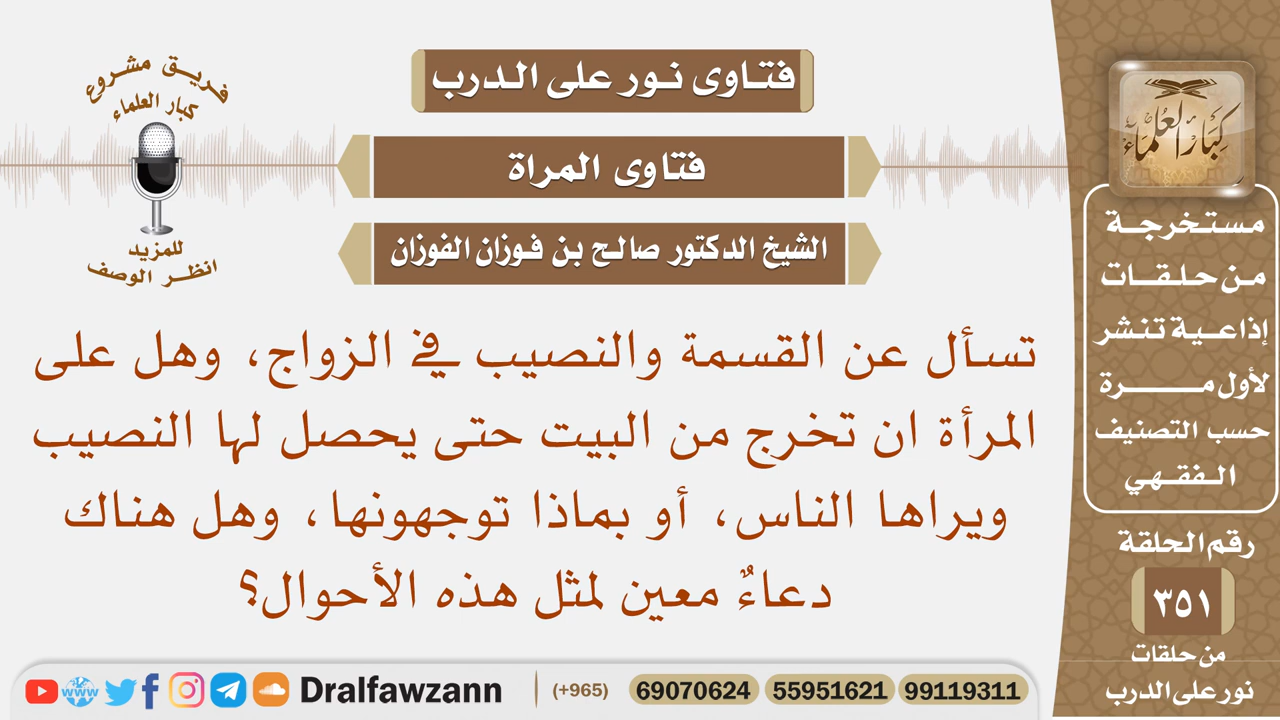 فتاوى نور على الدرب
فتاوى المراة
الشيخ الدكتور صالح بن فوزان الفوزان
فريق مشروع
كبار العلماء
للمزيد
انظر الوصف
تسأل عن القسمة والنصيب في الزواج، وهل على
المرأة ان تخرج من البيت حتى يحصل لها النصيب
ويراها الناس، أو بماذا توجهونها، وهل هناك
دعاءٌ معين لمثل هذه الأحوال؟
كبار العلماء
مستخرجة
من حلقات
إذاعية تنشر
لأول مرة
حسب التصنيف
الفقهي
رقم الحلقة
٣٥١
من حلقات
نور على الدرب
www Dralfawzann (+965) 69070624 55951621 99119311